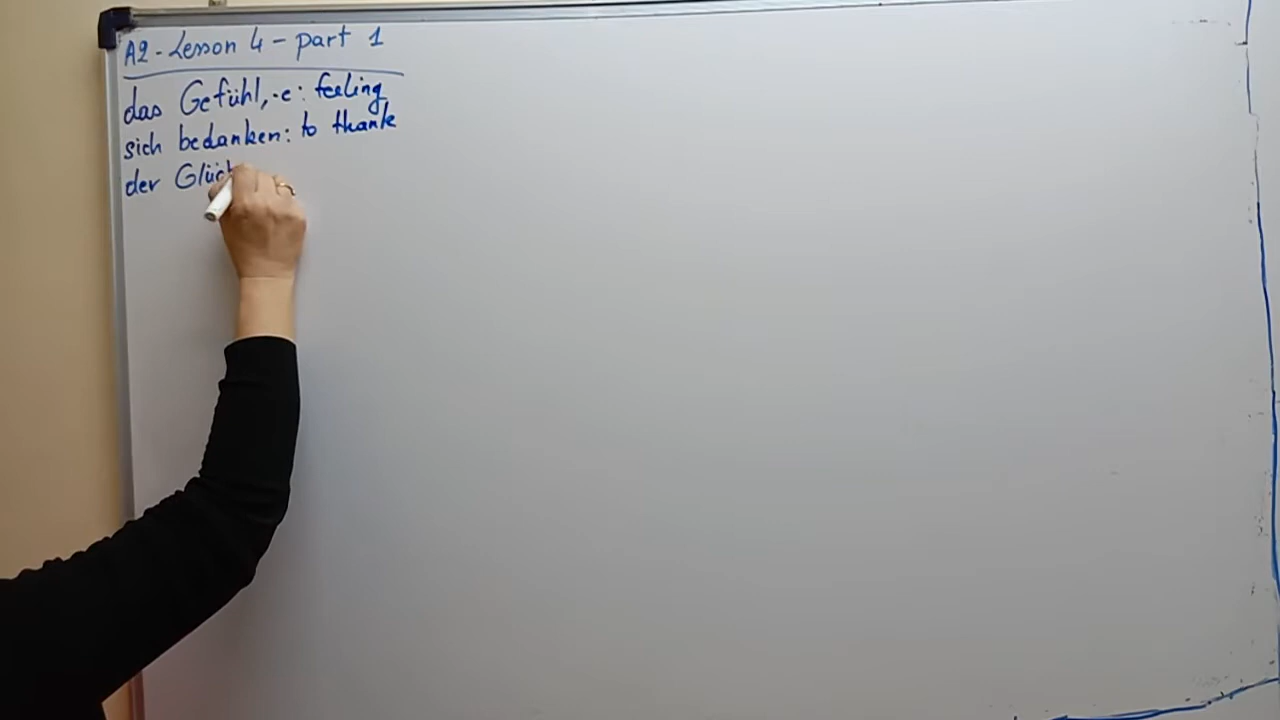 A2 - Lesson 4 - part 1
das Gefühl, -e: feeling
sich bedanken: to thank
der